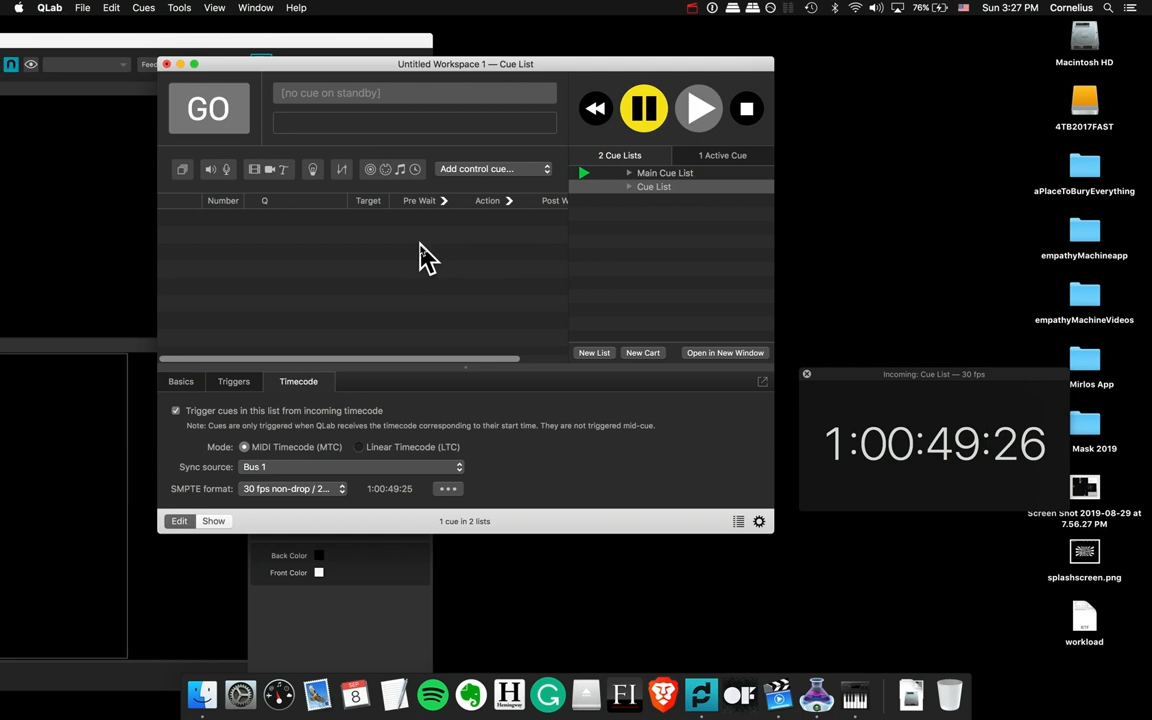 QLab File Edit Cues Tools View Window Help 76% Sun 3:27 PM Cornelius
Macintosh HD
4TB2017FAST
aPlaceToBuryEverything
empathyMachineapp
empathyMachineVideos
Mirlos App
Mask 2019
Screen Shot 2019-08-29 at
7.56.27 PM
splashscreen.png
RTF
workload
Feed
Untitled Workspace 1 — Cue List
GO
[no cue on standby]
Add control cue...
Number Q Target Pre Wait Action Post W
2 Cue Lists 1 Active Cue
Main Cue List
Cue List
New List New Cart Open in New Window
Basics Triggers Timecode
Trigger cues in this list from incoming timecode
Note: Cues are only triggered when QLab receives the timecode corresponding to their start time. They are not triggered mid-cue.
Mode: MIDI Timecode (MTC) Linear Timecode (LTC)
Sync source: Bus 1
SMPTE format: 30 fps non-drop / 2... 1:00:49:25
Edit Show 1 cue in 2 lists
Incoming: Cue List — 30 fps
1:00:49:26
Back Color
Front Color
SEP
8
H
Hemingway
G
FI
OF